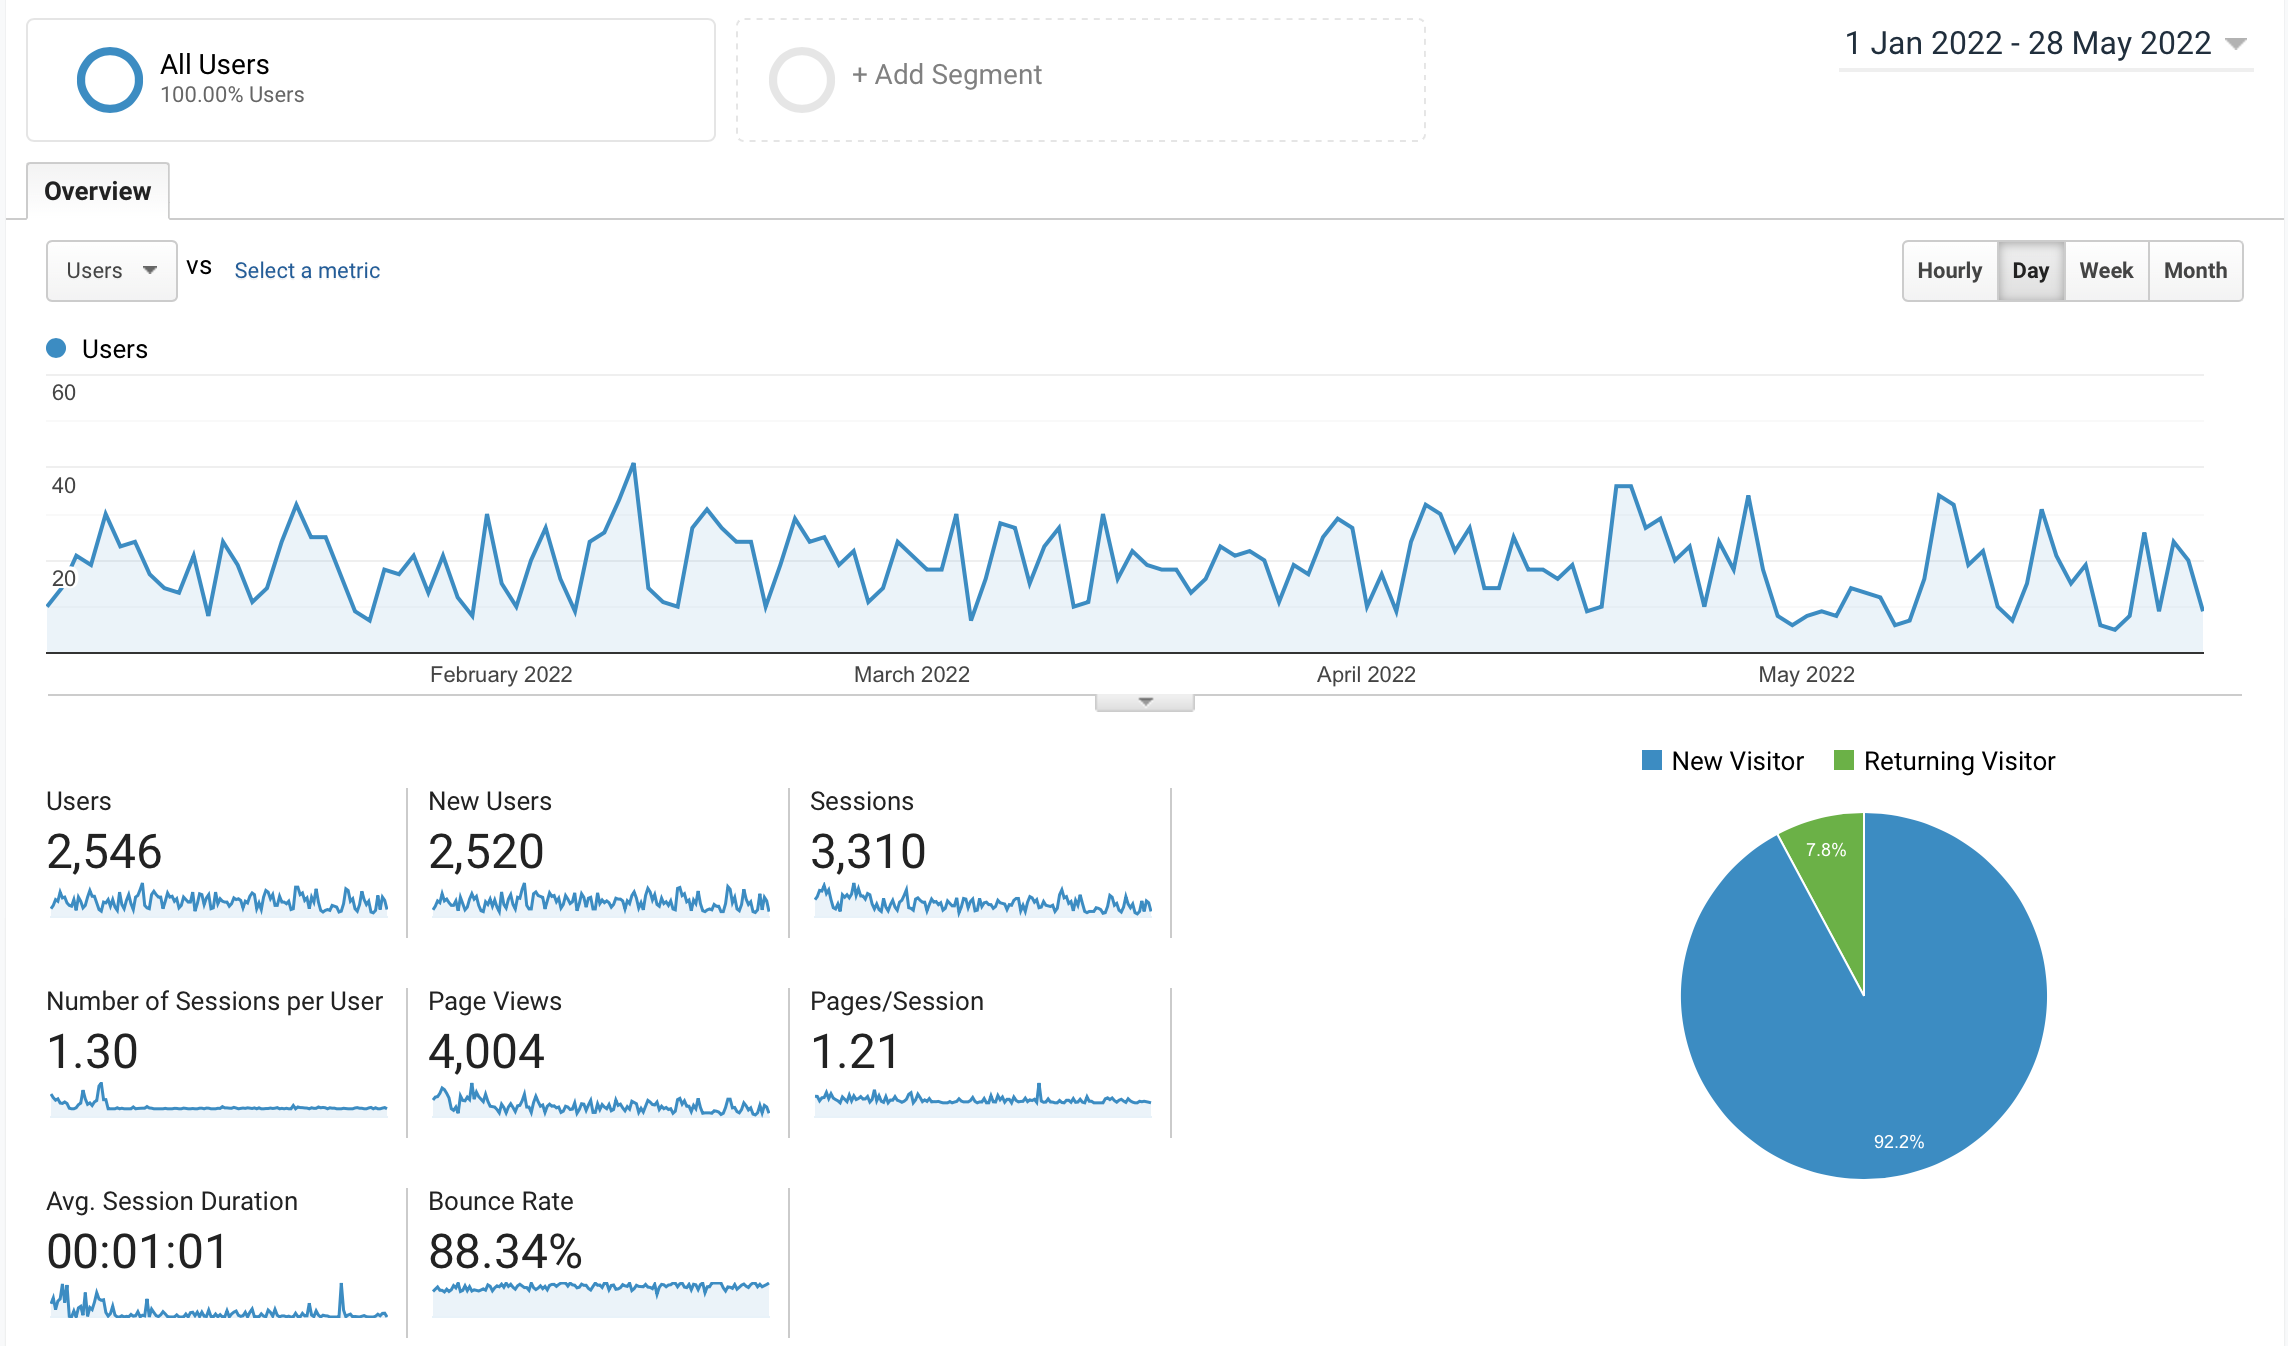 All Users
100.00% Users
+ Add Segment
1 Jan 2022 - 28 May 2022
Overview
Users
VS
Select a metric
Hourly
Day
Week
Month
Users
60
40
20
February 2022
March 2022
April 2022
May 2022
New Visitor
Returning Visitor
Users
2,546
New Users
2,520
Sessions
3,310
Number of Sessions per User
1.30
Page Views
4,004
Pages/Session
1.21
Avg. Session Duration
00:01:01
Bounce Rate
88.34%
7.8%
92.2%